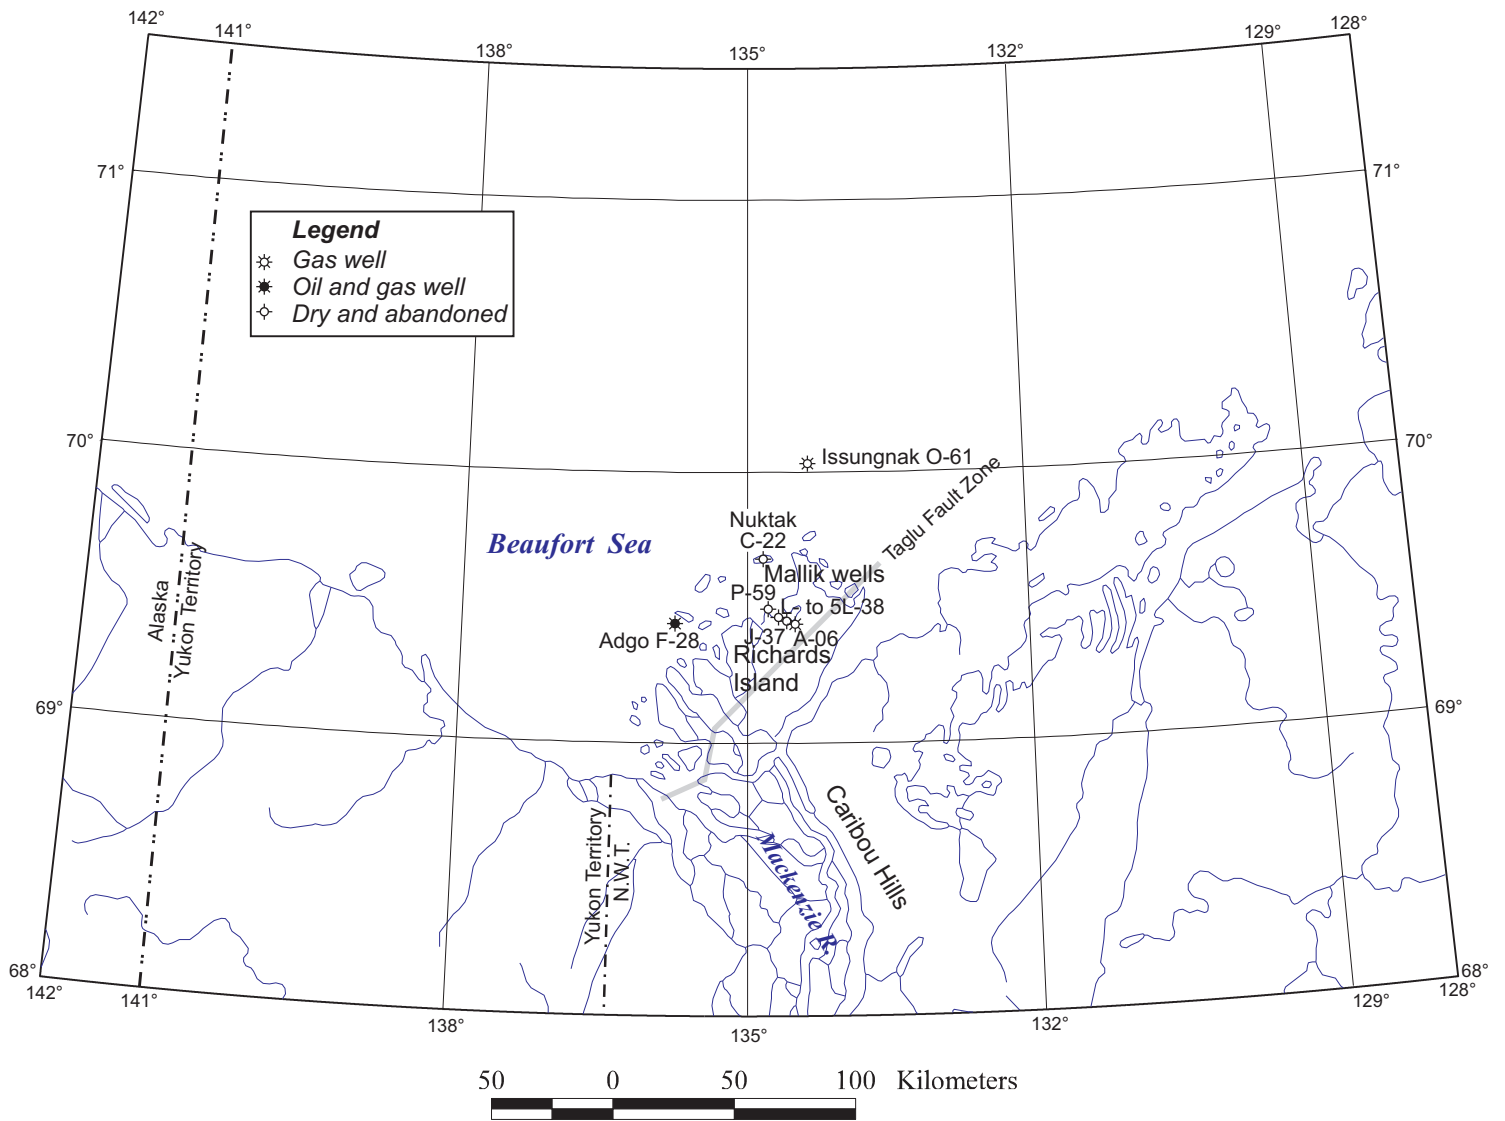 142°
141°
138°
135°
132°
129°
128°
71°
71°
Legend
Gas well
Oil and gas well
Dry and abandoned
70°
70°
Issungnak O-61
Taglu Fault Zone
Nuktak
C-22
Beaufort Sea
Mallik wells
P-59
L- to 5L-38
Adgo F-28
J-37
A-06
Richards
Island
Alaska
Yukon Territory
69°
69°
Caribou Hills
Mackenzie R.
Yukon Territory
N.W.T.
68°
68°
142°
141°
138°
135°
132°
129°
128°
50
0
50
100
Kilometers